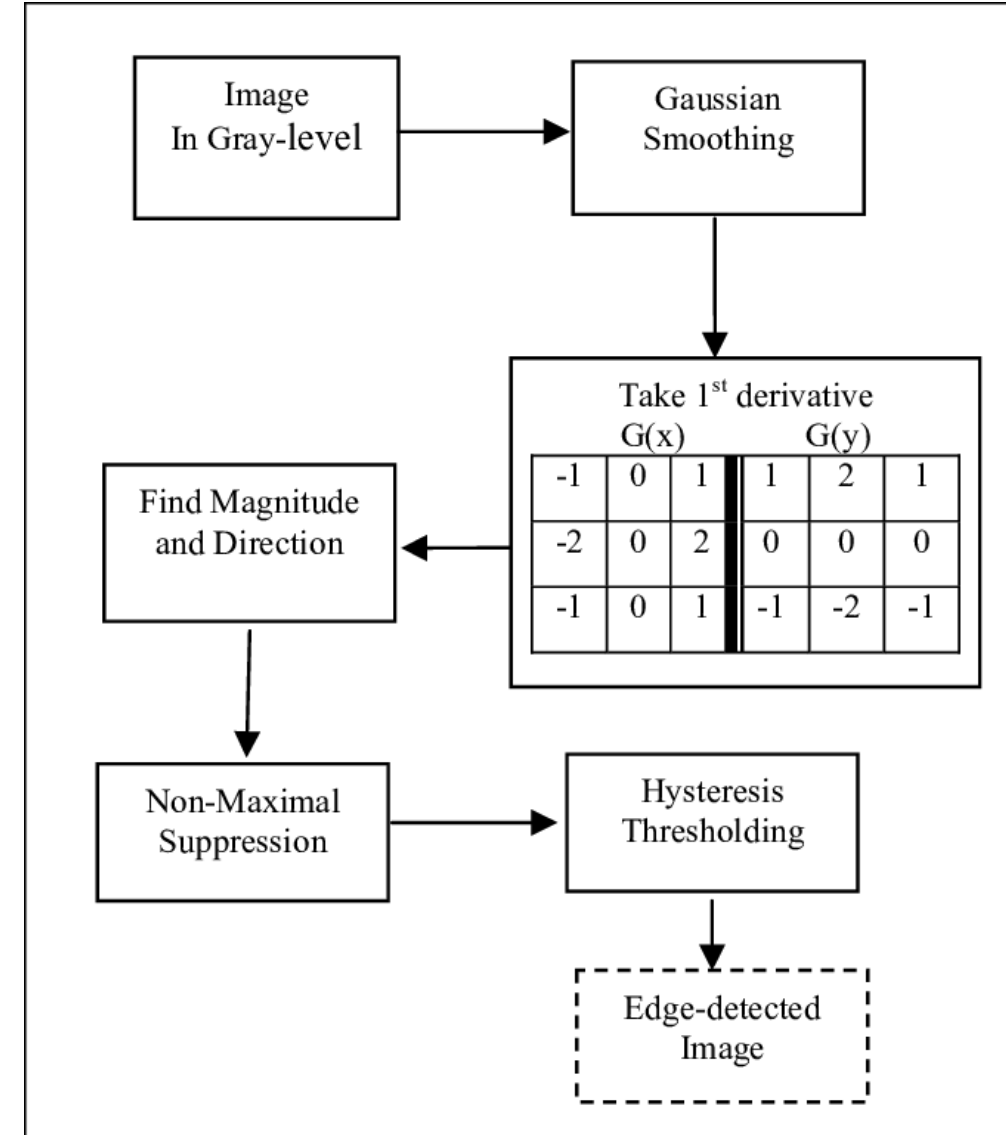 Image
In Gray-level
Gaussian
Smoothing
Take 1st derivative
G(x) G(y)
-1 0 1 1 2 1
-2 0 2 0 0 0
-1 0 1 -1 -2 -1
Find Magnitude
and Direction
Non-Maximal
Suppression
Hysteresis
Thresholding
Edge-detected
Image